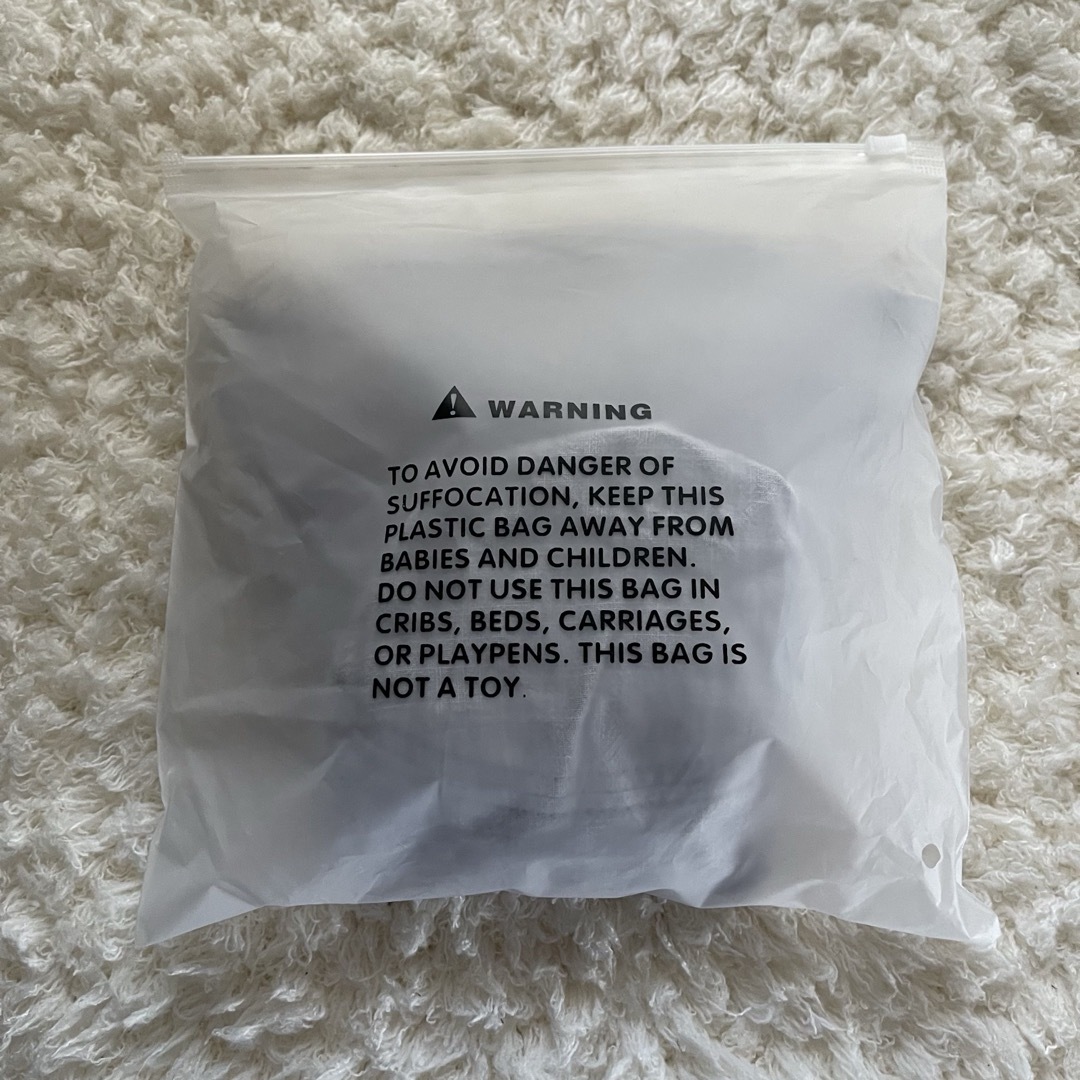 WARNING
TO AVOID DANGER OF
SUFFOCATION, KEEP THIS
PLASTIC BAG AWAY FROM
BABIES AND CHILDREN.
DO NOT USE THIS BAG IN
CRIBS, BEDS, CARRIAGES,
OR PLAYPENS. THIS BAG IS
NOT A TOY.